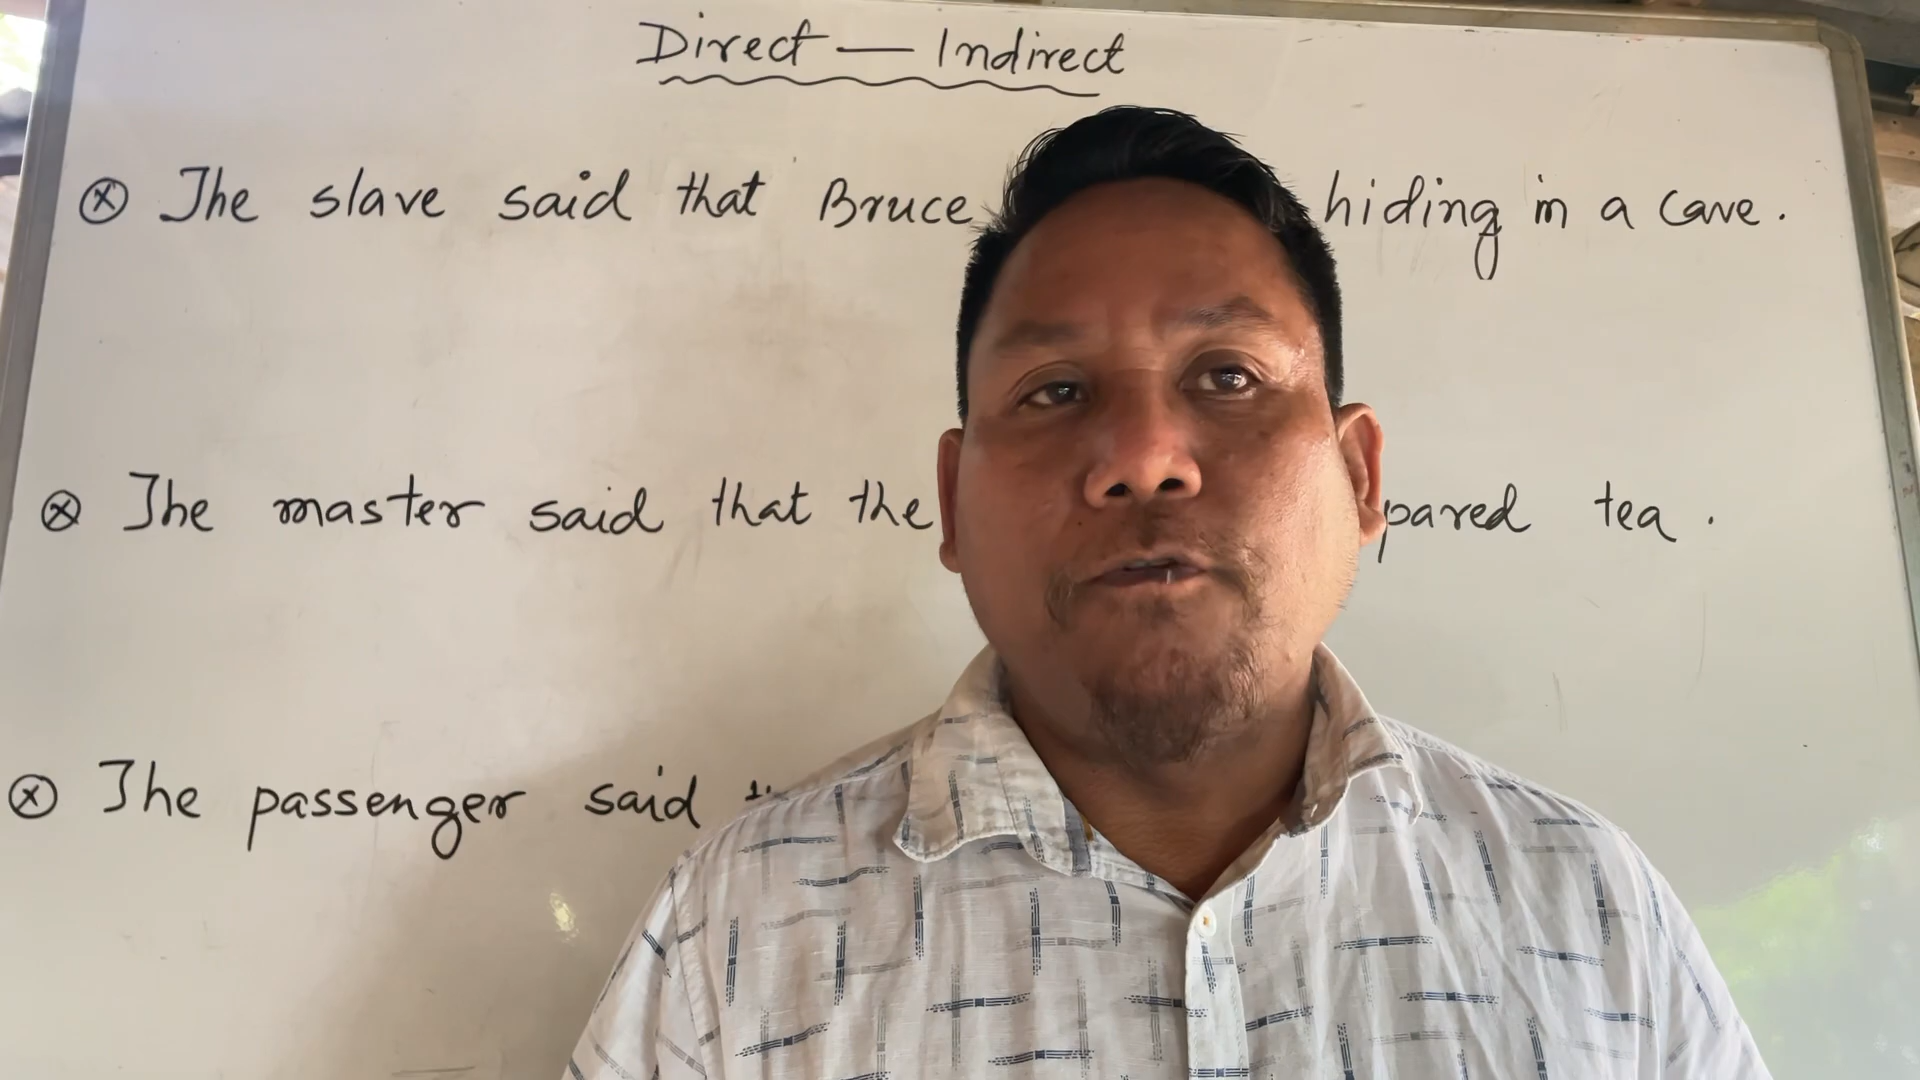 Direct — Indirect
ⓧ The slave said that Bruce hiding in a cave.
ⓧ The master said that the pared tea.
ⓧ The passenger said